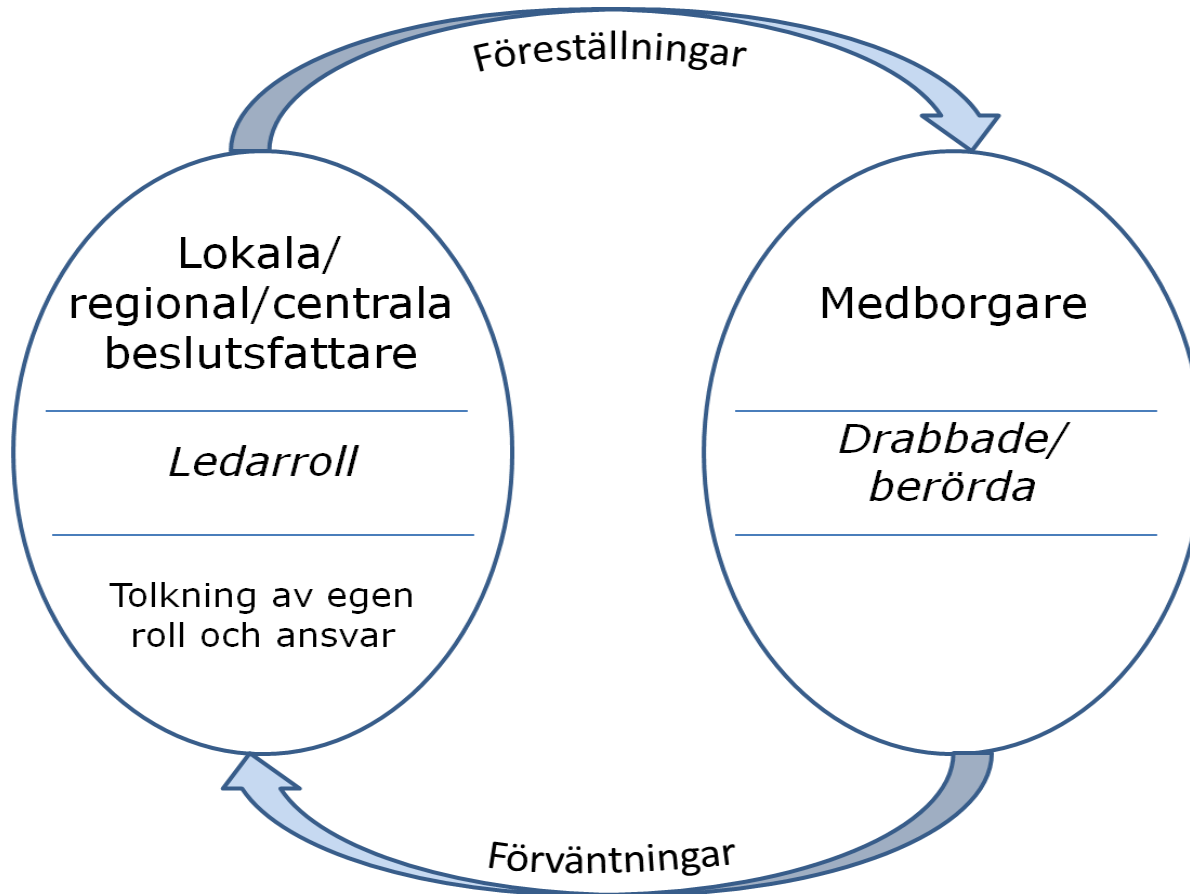 Föreställningar
Lokala/
regional/centrala
beslutsfattare
Ledarroll
Tolkning av egen
roll och ansvar
Medborgare
Drabbade/
berörda
Förväntningar